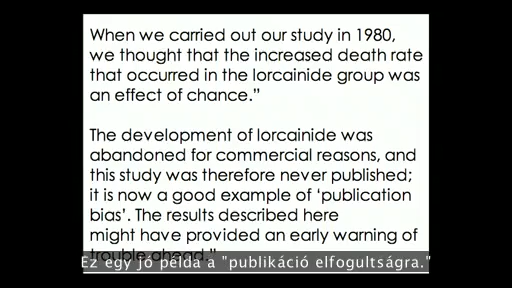 When we carried out our study in 1980,
we thought that the increased death rate
that occurred in the lorcainide group was
an effect of chance.”
The development of lorcainide was
abandoned for commercial reasons, and
this study was therefore never published;
it is now a good example of ‘publication
bias’. The results described here
might have provided an early warning of
trouble ahead.”
Ez egy jó példa a "publikáció elfogultságra."